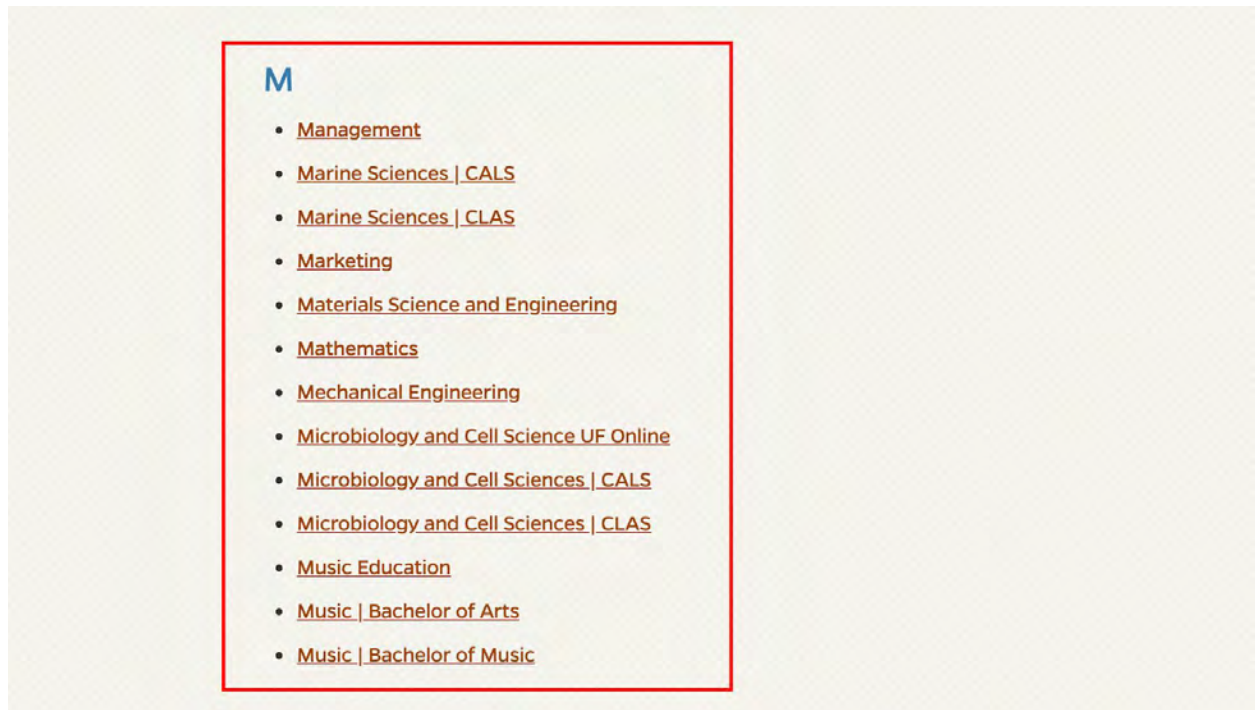 M
Management
Marine Sciences | CALS
Marine Sciences | CLAS
Marketing
Materials Science and Engineering
Mathematics
Mechanical Engineering
Microbiology and Cell Science UF Online
Microbiology and Cell Sciences | CALS
Microbiology and Cell Sciences | CLAS
Music Education
Music | Bachelor of Arts
Music | Bachelor of Music